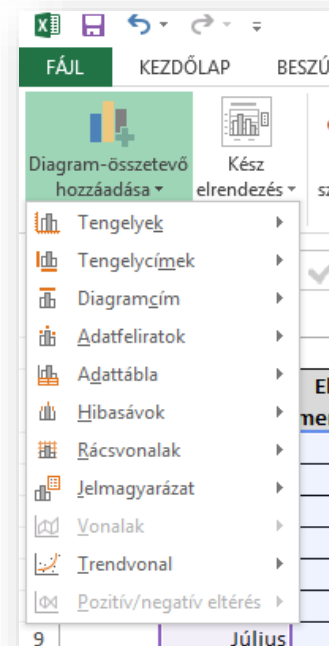 FÁJL KEZDŐLAP BESZÚ
Diagram-összetevő
hozzáadása
Kész
elrendezés
Tengelyek
Tengelycímek
Diagramcím
Adatfeliratok
Adattábla
Hibasávok
Rácsvonalak
Jelmagyarázat
Vonalak
Trendvonal
Pozitív/negatív eltérés
9 Július